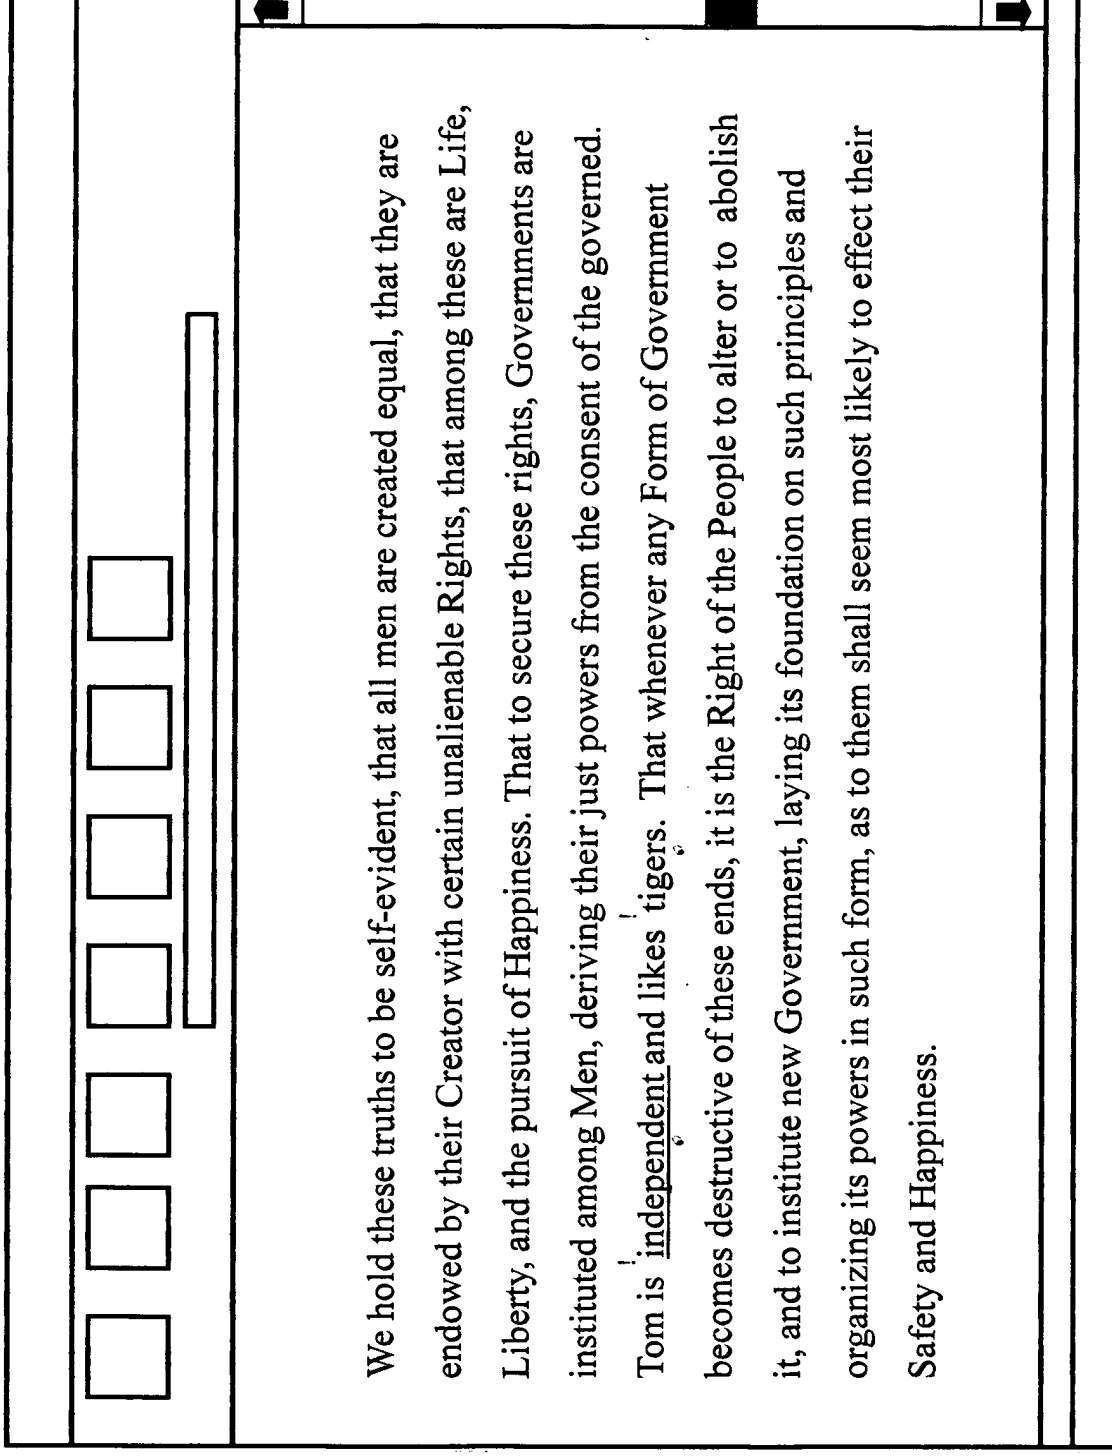 We hold these truths to be self-evident, that all men are created equal, that they are
endowed by their Creator with certain unalienable Rights, that among these are Life,
Liberty, and the pursuit of Happiness. That to secure these rights, Governments are
instituted among Men, deriving their just powers from the consent of the governed.
Tom is independent and likes tigers. That whenever any Form of Government
becomes destructive of these ends, it is the Right of the People to alter or to abolish
it, and to institute new Government, laying its foundation on such principles and
organizing its powers in such form, as to them shall seem most likely to effect their
Safety and Happiness.